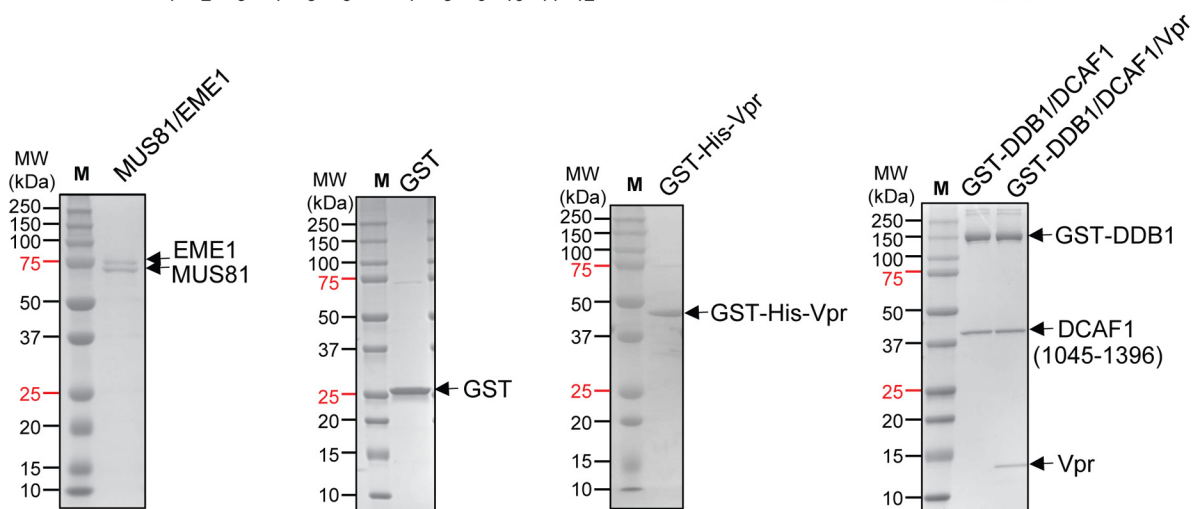 MUS81/EME1
MW
(kDa)
M
250
150
100
75
50
37
25
20
15
10
EME1
MUS81
GST
MW
(kDa)
M
250
150
100
75
50
37
25
20
15
10
GST
GST-His-Vpr
MW
(kDa)
M
250
150
100
75
50
37
25
20
15
10
GST-His-Vpr
GST-DDB1/DCAF1
GST-DDB1/DCAF1/Vpr
MW
(kDa)
M
250
150
100
75
50
37
25
20
15
10
GST-DDB1
DCAF1
(1045-1396)
Vpr